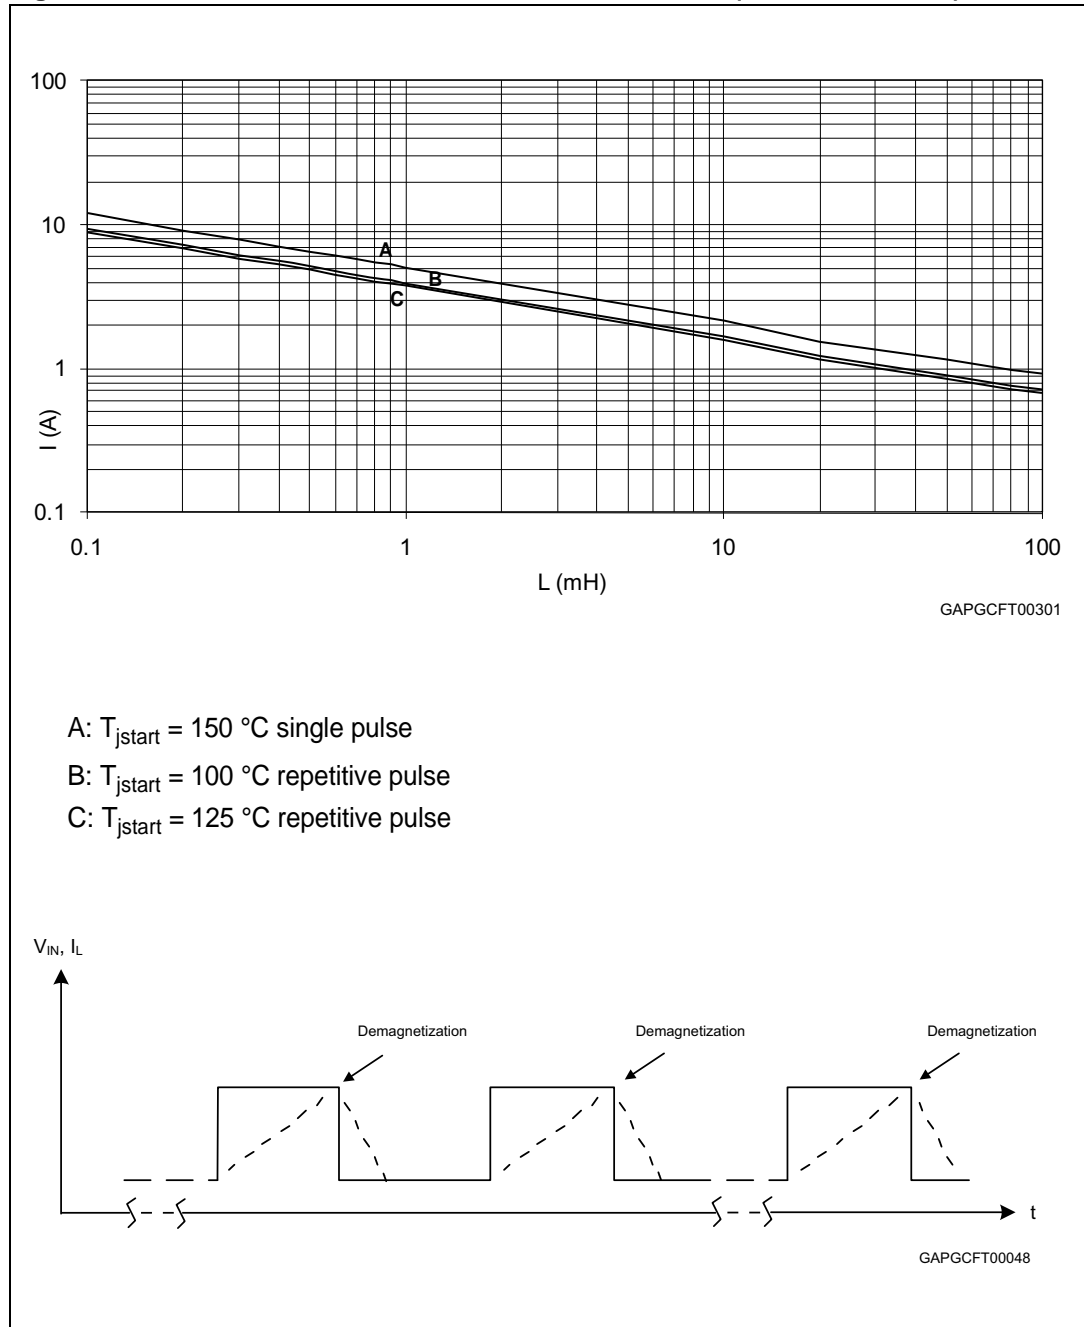 100
10
1
0.1
I (A)
A
B
C
0.1 1 10 100
L (mH)
GAPGCFT00301
A: Tjstart = 150 °C single pulse
B: Tjstart = 100 °C repetitive pulse
C: Tjstart = 125 °C repetitive pulse
VIN, IL
Demagnetization Demagnetization Demagnetization
t
GAPGCFT00048